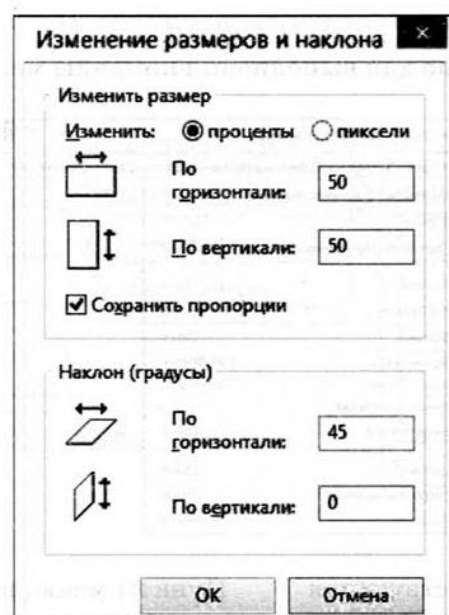 Изменение размеров и наклона
Изменить размер
Изменить: проценты пиксели
По
горизонтали: 50
По вертикали: 50
Сохранить пропорции
Наклон (градусы)
По
горизонтали: 45
По вертикали: 0
ОК Отмена